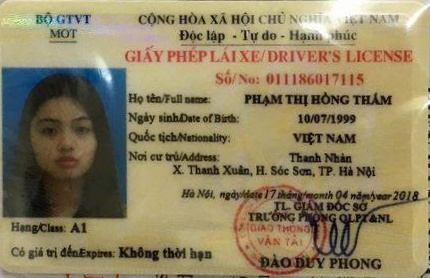 BỘ GTVT
MOT
CỘNG HÒA XÃ HỘI CHỦ NGHĨA VIỆT NAM
Độc lập - Tự do - Hạnh phúc
GIẤY PHÉP LÁI XE/DRIVER'S LICENSE
Số/No: 011186017115
Họ tên/Full name: PHẠM THỊ HỒNG THẮM
Ngày sinh/Date of Birth: 10/07/1999
Quốc tịch/Nationality: VIỆT NAM
Nơi cư trú/Address: Thanh Nhàn
X. Thanh Xuân, H. Sóc Sơn, TP. Hà Nội
Hà Nội, ngày/date 17 tháng/month 04 năm/year 2018
TL. GIÁM ĐỐC SỞ
TRƯỞNG PHÒNG QLPT&NL
GIAO THÔNG
VẬN TẢI
Hạng/Class: A1
Có giá trị đến/Expires: Không thời hạn
ĐÀO DUY PHONG